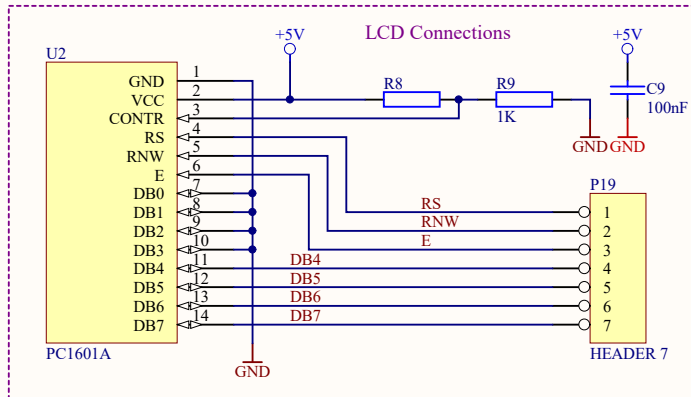 LCD Connections
+5V
+5V
U2
R8
R9
1K
C9
100nF
GND
GND
GND 1
VCC 2
CONTR 3
RS 4
RNW 5
E 6
DB0 7
DB1 8
DB2 9
DB3 10
DB4 11
DB5 12
DB6 13
DB7 14
PC1601A
GND
RS
RNW
E
DB4
DB5
DB6
DB7
P19
1
2
3
4
5
6
7
HEADER 7